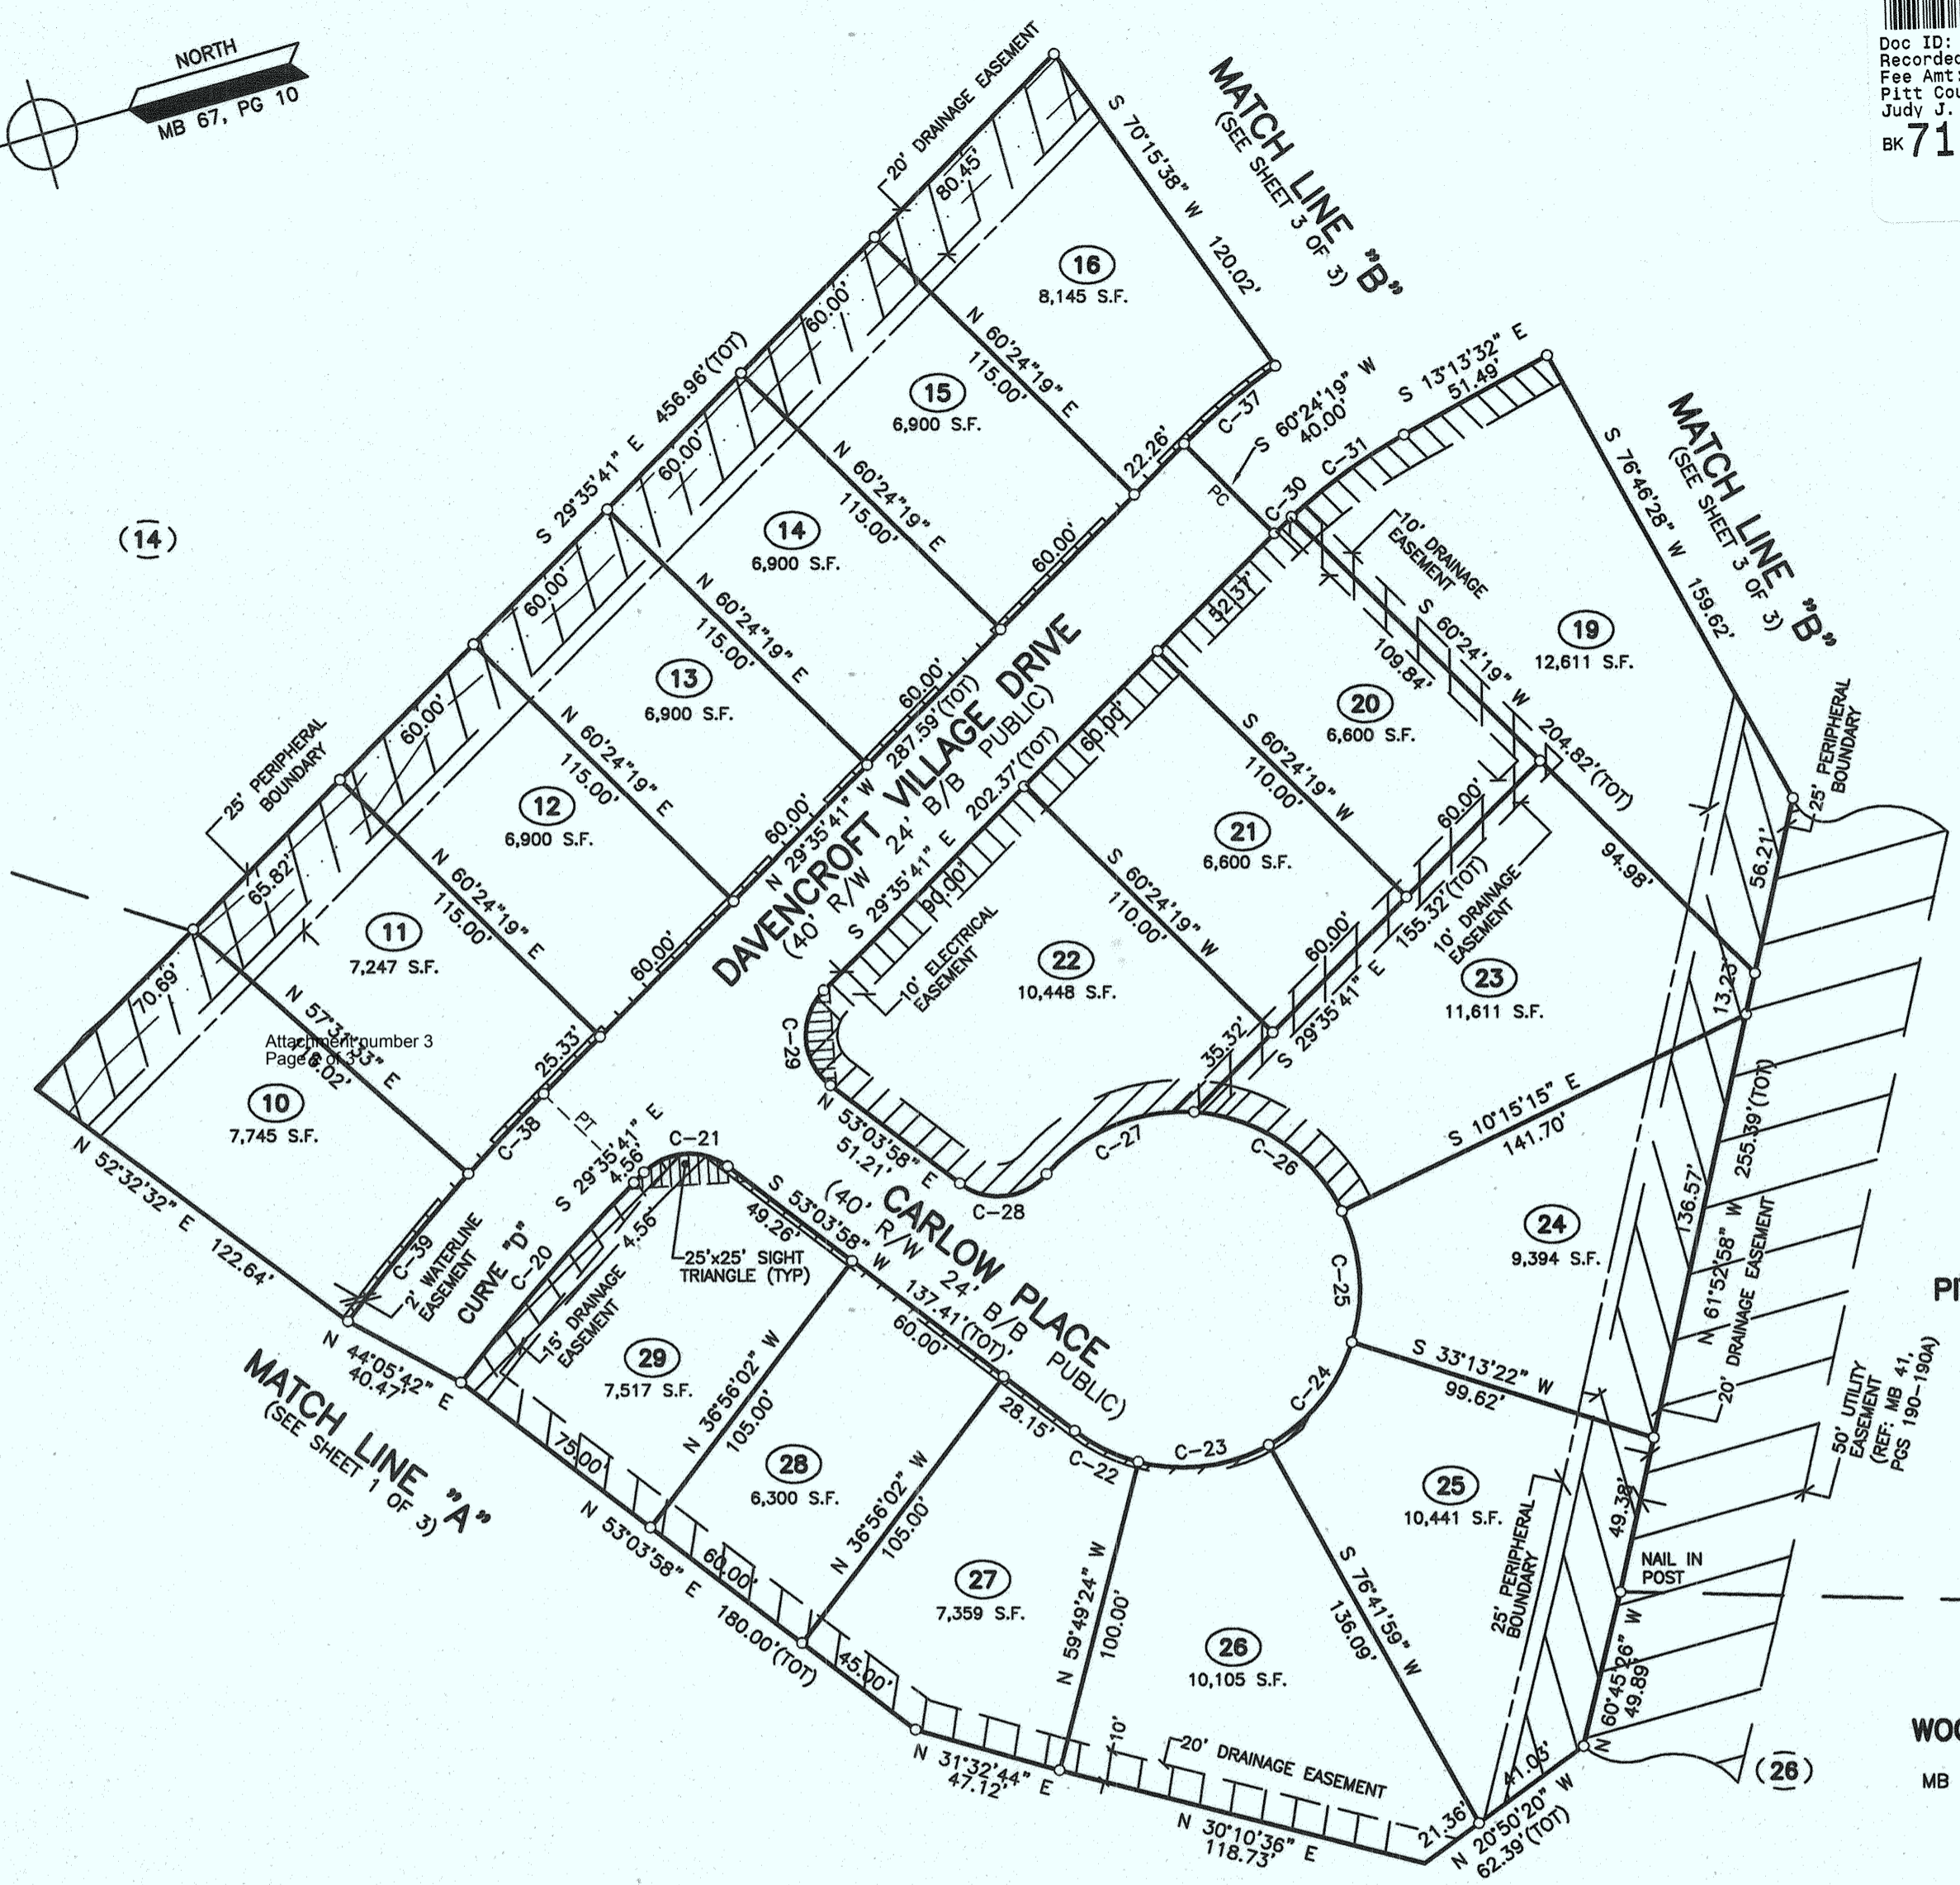 NORTH
MB 67, PG 10
Doc ID:
Recorded
Fee Amt:
Pitt Cou
Judy J.
BK 71
20' DRAINAGE EASEMENT
MATCH LINE "B"
(SEE SHEET 3 OF 3)
S 70°15'38" W 120.02'
80.45'
16
8,145 S.F.
60.00'
N 60°24'19" E
115.00'
15
6,900 S.F.
S 29°35'41" E 456.96'(TOT)
60.00'
N 60°24'19" E
115.00'
14
6,900 S.F.
60.00'
N 60°24'19" E
115.00'
13
6,900 S.F.
60.00'
N 60°24'19" E
115.00'
12
6,900 S.F.
25' PERIPHERAL
BOUNDARY
65.82'
N 60°24'19" E
115.00'
11
7,247 S.F.
(14)
70.69'
N 57°31'33" E
Attachment number 3
10
7,745 S.F.
N 52°32'32" E 122.64'
C-37
22.26'
60.00'
60.00'
60.00'
60.00'
25.33'
C-38
C-39
N 29°35'41" W 287.59'(TOT)
DAVENCROFT VILLAGE DRIVE
(40' R/W 24' B/B PUBLIC)
S 60°24'19" W
40.00'
PC
C-30
C-31
S 13°13'32" E
51.49'
MATCH LINE "B"
(SEE SHEET 3 OF 3)
S 76°46'28" W 159.62'
19
12,611 S.F.
10' DRAINAGE
EASEMENT
S 60°24'19" W 204.82'(TOT)
109.84'
94.98'
52.37'
20
6,600 S.F.
S 60°24'19" W
110.00'
60.00'
60.00'
21
6,600 S.F.
S 60°24'19" W
110.00'
60.00'
S 29°35'41" E 202.37'(TOT)
90.00'
10' ELECTRICAL
EASEMENT
22
10,448 S.F.
C-29
N 53°03'58" E
51.21'
C-28
C-27
35.32'
S 29°35'41" E 155.32'(TOT)
10' DRAINAGE
EASEMENT
23
11,611 S.F.
25' PERIPHERAL
BOUNDARY
56.21'
13.23'
C-26
S 10°15'15" E
141.70'
24
9,394 S.F.
C-25
136.57'
N 61°52'58" W 255.39'(TOT)
20' DRAINAGE EASEMENT
S 33°13'22" W
99.62'
C-24
25
10,441 S.F.
25' PERIPHERAL
BOUNDARY
49.38'
50' UTILITY
EASEMENT
(REF: MB 41,
PGS 190-190A)
PI
NAIL IN
POST
N 60°45'26" W
49.89'
WOO
MB
(26)
41.03'
21.36'
N 20°50'20" W
62.39'(TOT)
S 76°41'59" W
136.09'
26
10,105 S.F.
C-23
C-22
N 59°49'24" W
100.00'
20' DRAINAGE EASEMENT
10'
N 30°10'36" E
118.73'
N 31°32'44" E
47.12'
27
7,359 S.F.
45.00'
28.15'
N 36°56'02" W
105.00'
28
6,300 S.F.
60.00'
60.00'
N 36°56'02" W
105.00'
29
7,517 S.F.
75.00'
N 53°03'58" E 180.00'(TOT)
CARLOW PLACE
(40' R/W 24' B/B PUBLIC)
S 53°03'58" W 137.41'(TOT)
49.26'
C-21
S 29°35'41" E
4.56'
4.56'
PT
25'x25' SIGHT
TRIANGLE (TYP)
15' DRAINAGE
EASEMENT
C-20
CURVE "D"
2' WATERLINE
EASEMENT
N 44°05'42" E
40.47'
MATCH LINE "A"
(SEE SHEET 1 OF 3)